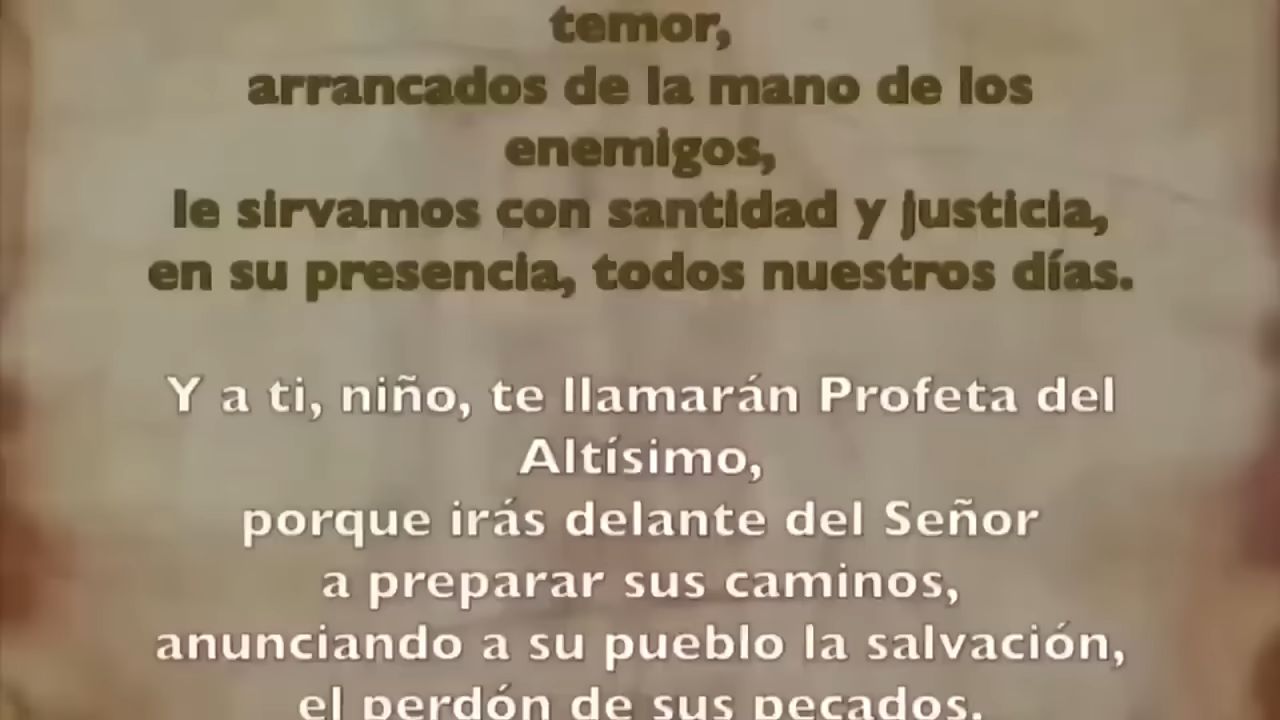 temor,
arrancados de la mano de los
enemigos,
le sirvamos con santidad y justicia,
en su presencia, todos nuestros días.
Y a ti, niño, te llamarán Profeta del
Altísimo,
porque irás delante del Señor
a preparar sus caminos,
anunciando a su pueblo la salvación,
el perdón de sus pecados.